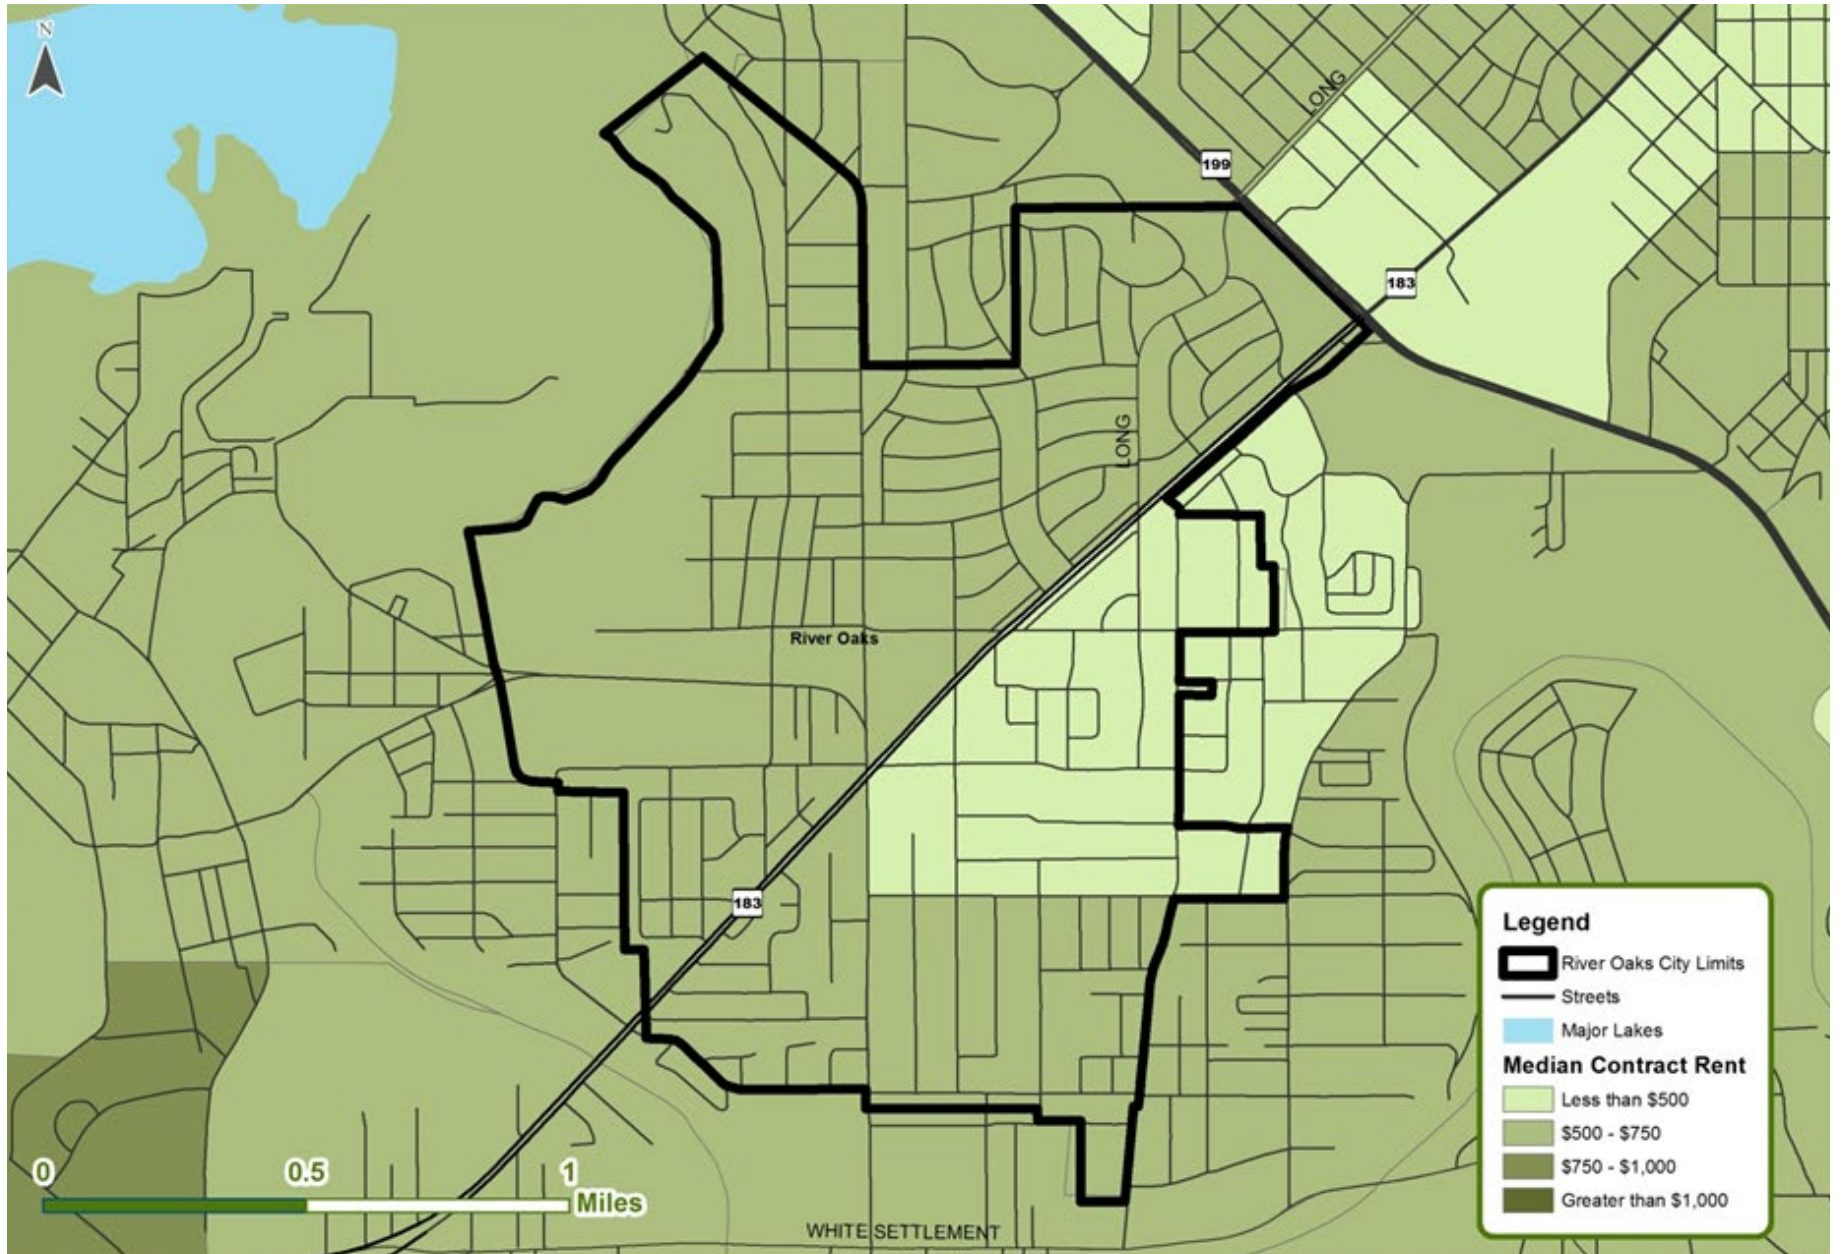 N
LONG
199
183
LONG
River Oaks
183
Legend
River Oaks City Limits
Streets
Major Lakes
Median Contract Rent
Less than $500
$500 - $750
$750 - $1,000
Greater than $1,000
0 0.5 1
Miles
WHITE SETTLEMENT